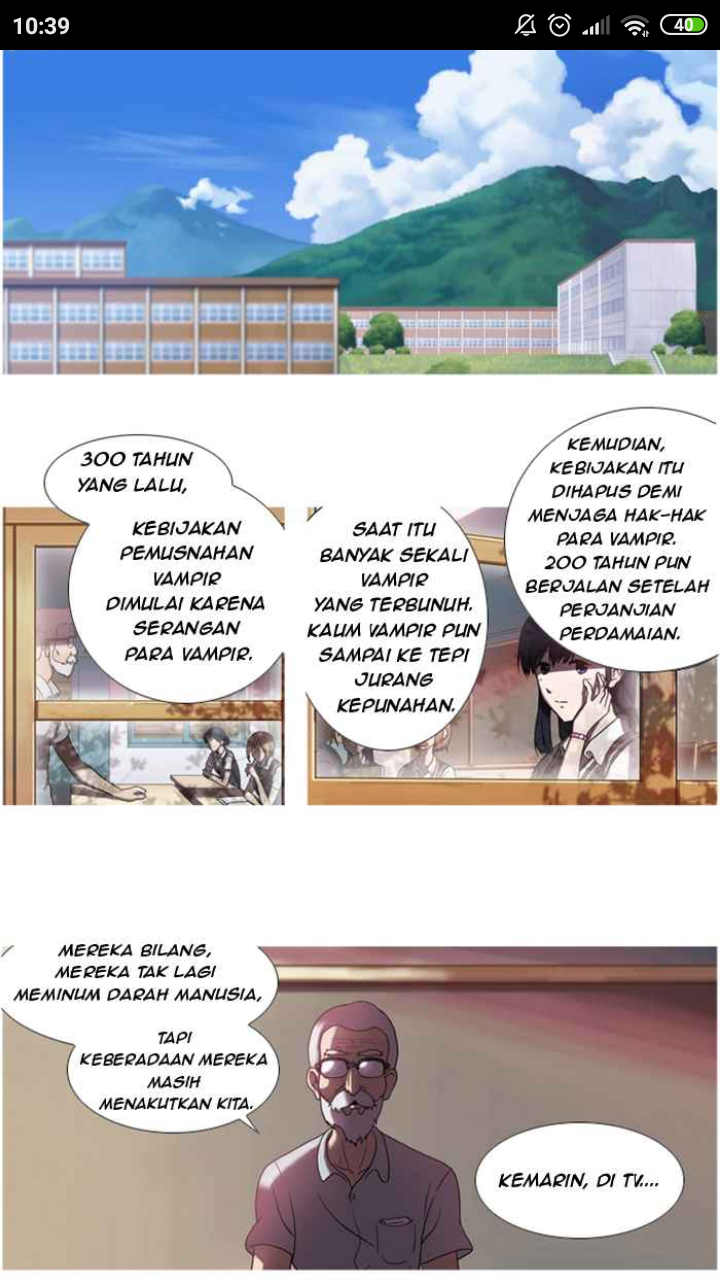 10:39
40
300 TAHUN
YANG LALU,
KEBIJAKAN
PEMUSNAHAN
VAMPIR
DIMULAI KARENA
SERANGAN
PARA VAMPIR.
SAAT ITU
BANYAK SEKALI
VAMPIR
YANG TERBUNUH.
KAUM VAMPIR PUN
SAMPAI KE TEPI
JURANG
KEPUNAHAN.
KEMUDIAN,
KEBIJAKAN ITU
DIHAPUS DEMI
MENJAGA HAK-HAK
PARA VAMPIR.
200 TAHUN PUN
BERJALAN SETELAH
PERJANJIAN
PERDAMAIAN.
MEREKA BILANG,
MEREKA TAK LAGI
MEMINUM DARAH MANUSIA,
TAPI
KEBERADAAN MEREKA
MASIH
MENAKUTKAN KITA.
KEMARIN, DI TV....